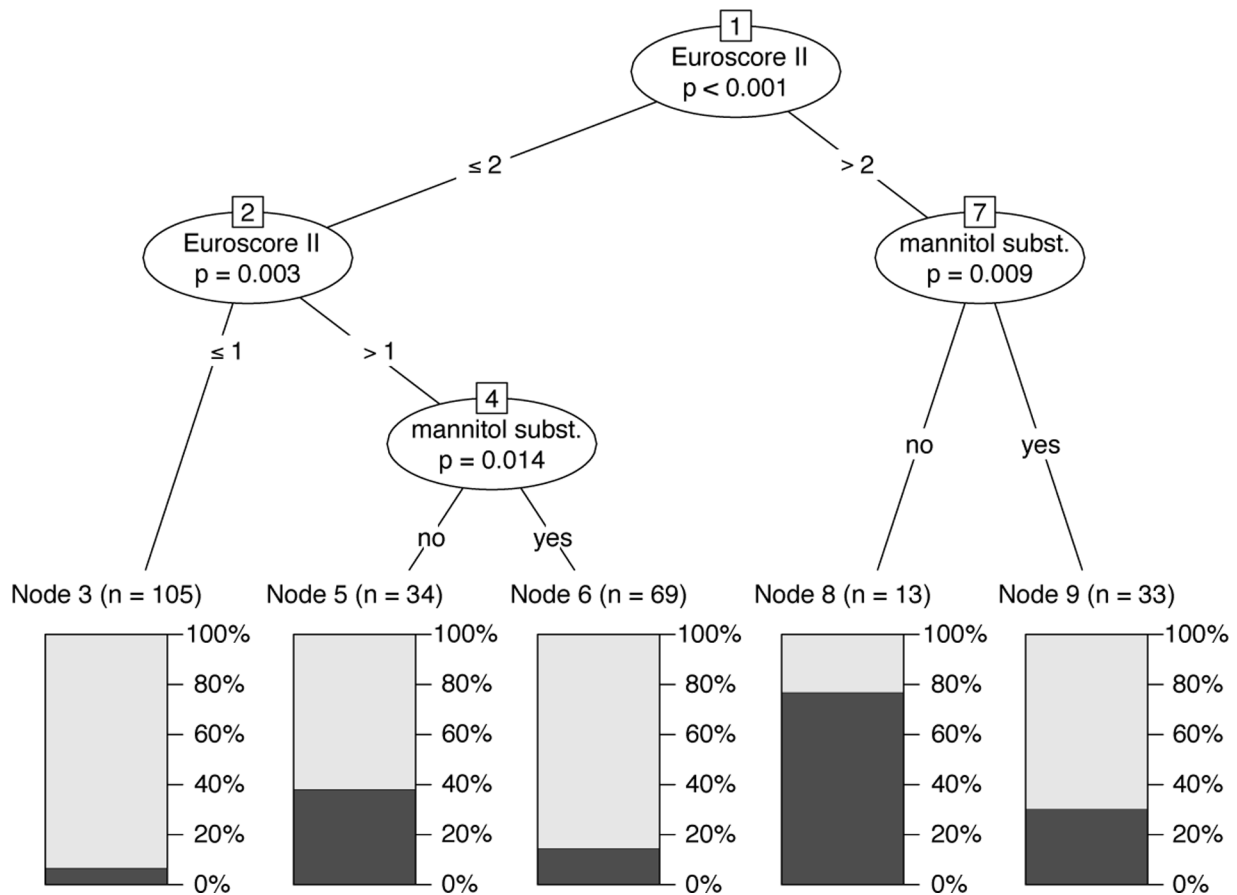 1
Euroscore II
p < 0.001
≤ 2
> 2
2
Euroscore II
p = 0.003
7
mannitol subst.
p = 0.009
≤ 1
> 1
4
mannitol subst.
p = 0.014
no
yes
no
yes
Node 3 (n = 105)
Node 5 (n = 34)
Node 6 (n = 69)
Node 8 (n = 13)
Node 9 (n = 33)
100% 100% 100% 100% 100%
80% 80% 80% 80% 80%
60% 60% 60% 60% 60%
40% 40% 40% 40% 40%
20% 20% 20% 20% 20%
0% 0% 0% 0% 0%